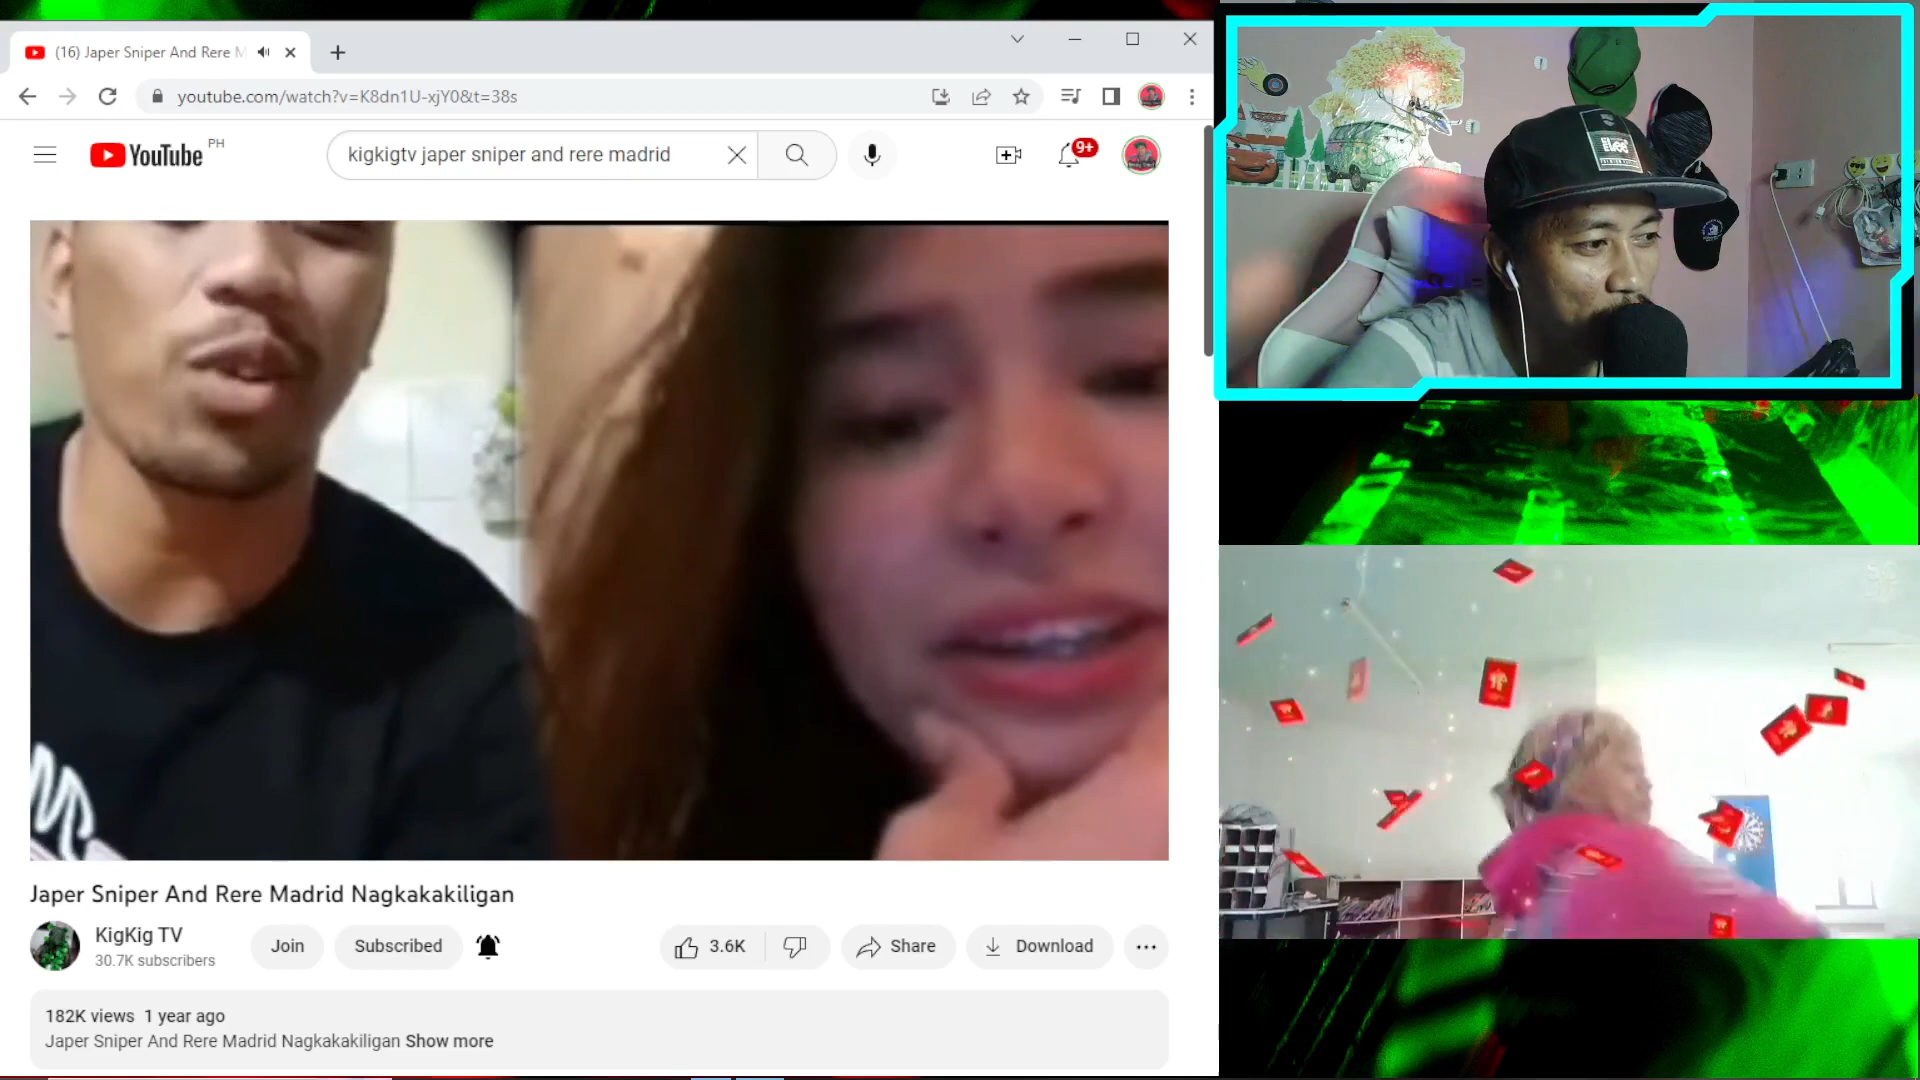 (16) Japer Sniper And Rere M
youtube.com/watch?v=K8dn1U-xjY0&t=38s
YouTube PH
kigkigtv japer sniper and rere madrid
9+
Lee
Japer Sniper And Rere Madrid Nagkakakiligan
KigKig TV
30.7K subscribers
Join
Subscribed
3.6K
Share
Download
182K views 1 year ago
Japer Sniper And Rere Madrid Nagkakakiligan Show more